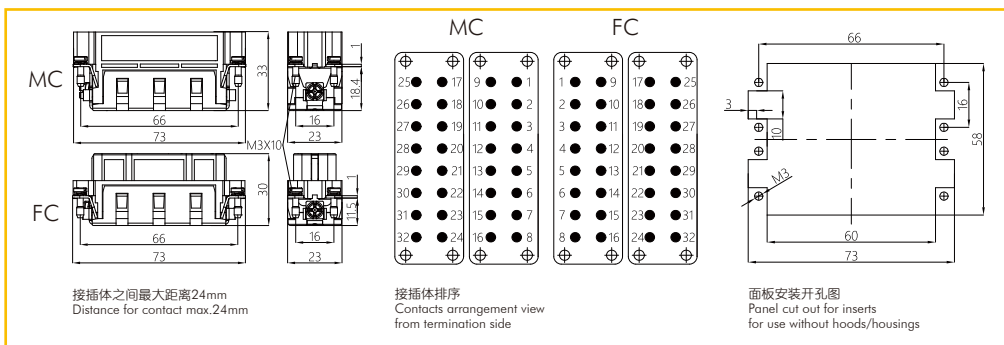 MC
33
1
18.4
66
73
16
23
M3X10
FC
30
1
66
73
16
23
接插体之间最大距离24mm
Distance for contact max.24mm
MC FC
25 17 9 1 1 9 17 25
26 18 10 2 2 10 18 26
27 19 11 3 3 11 19 27
28 20 12 4 4 12 20 28
29 21 13 5 5 13 21 29
30 22 14 6 6 14 22 30
31 23 15 7 7 15 23 31
32 24 16 8 8 16 24 32
接插体排序
Contacts arrangement view
from termination side
66
3
10
16
58
M3
60
73
面板安装开孔图
Panel cut out for inserts
for use without hoods/housings